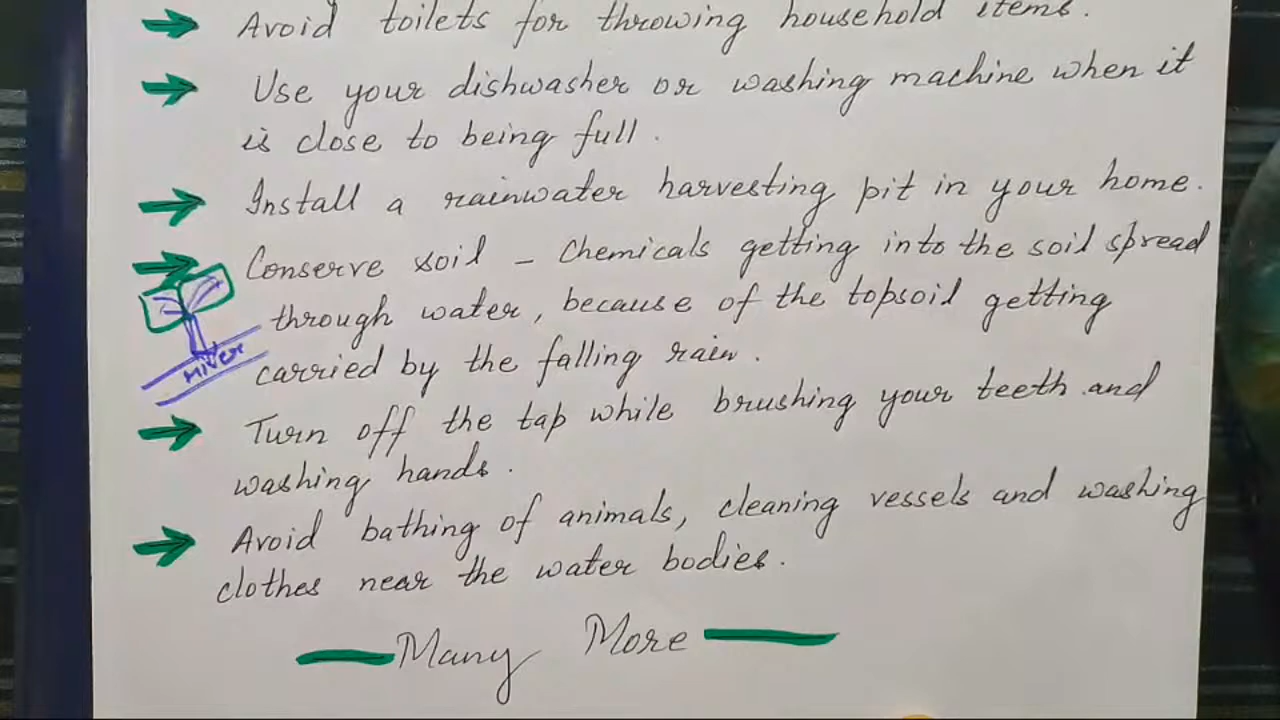 Avoid toilets for throwing household items.
Use your dishwasher or washing machine when it
is close to being full.
Install a rainwater harvesting pit in your home.
Conserve soil - Chemicals getting into the soil spread
through water, because of the topsoil getting
carried by the falling rain.
River
Turn off the tap while brushing your teeth and
washing hands.
Avoid bathing of animals, cleaning vessels and washing
clothes near the water bodies.
Many More